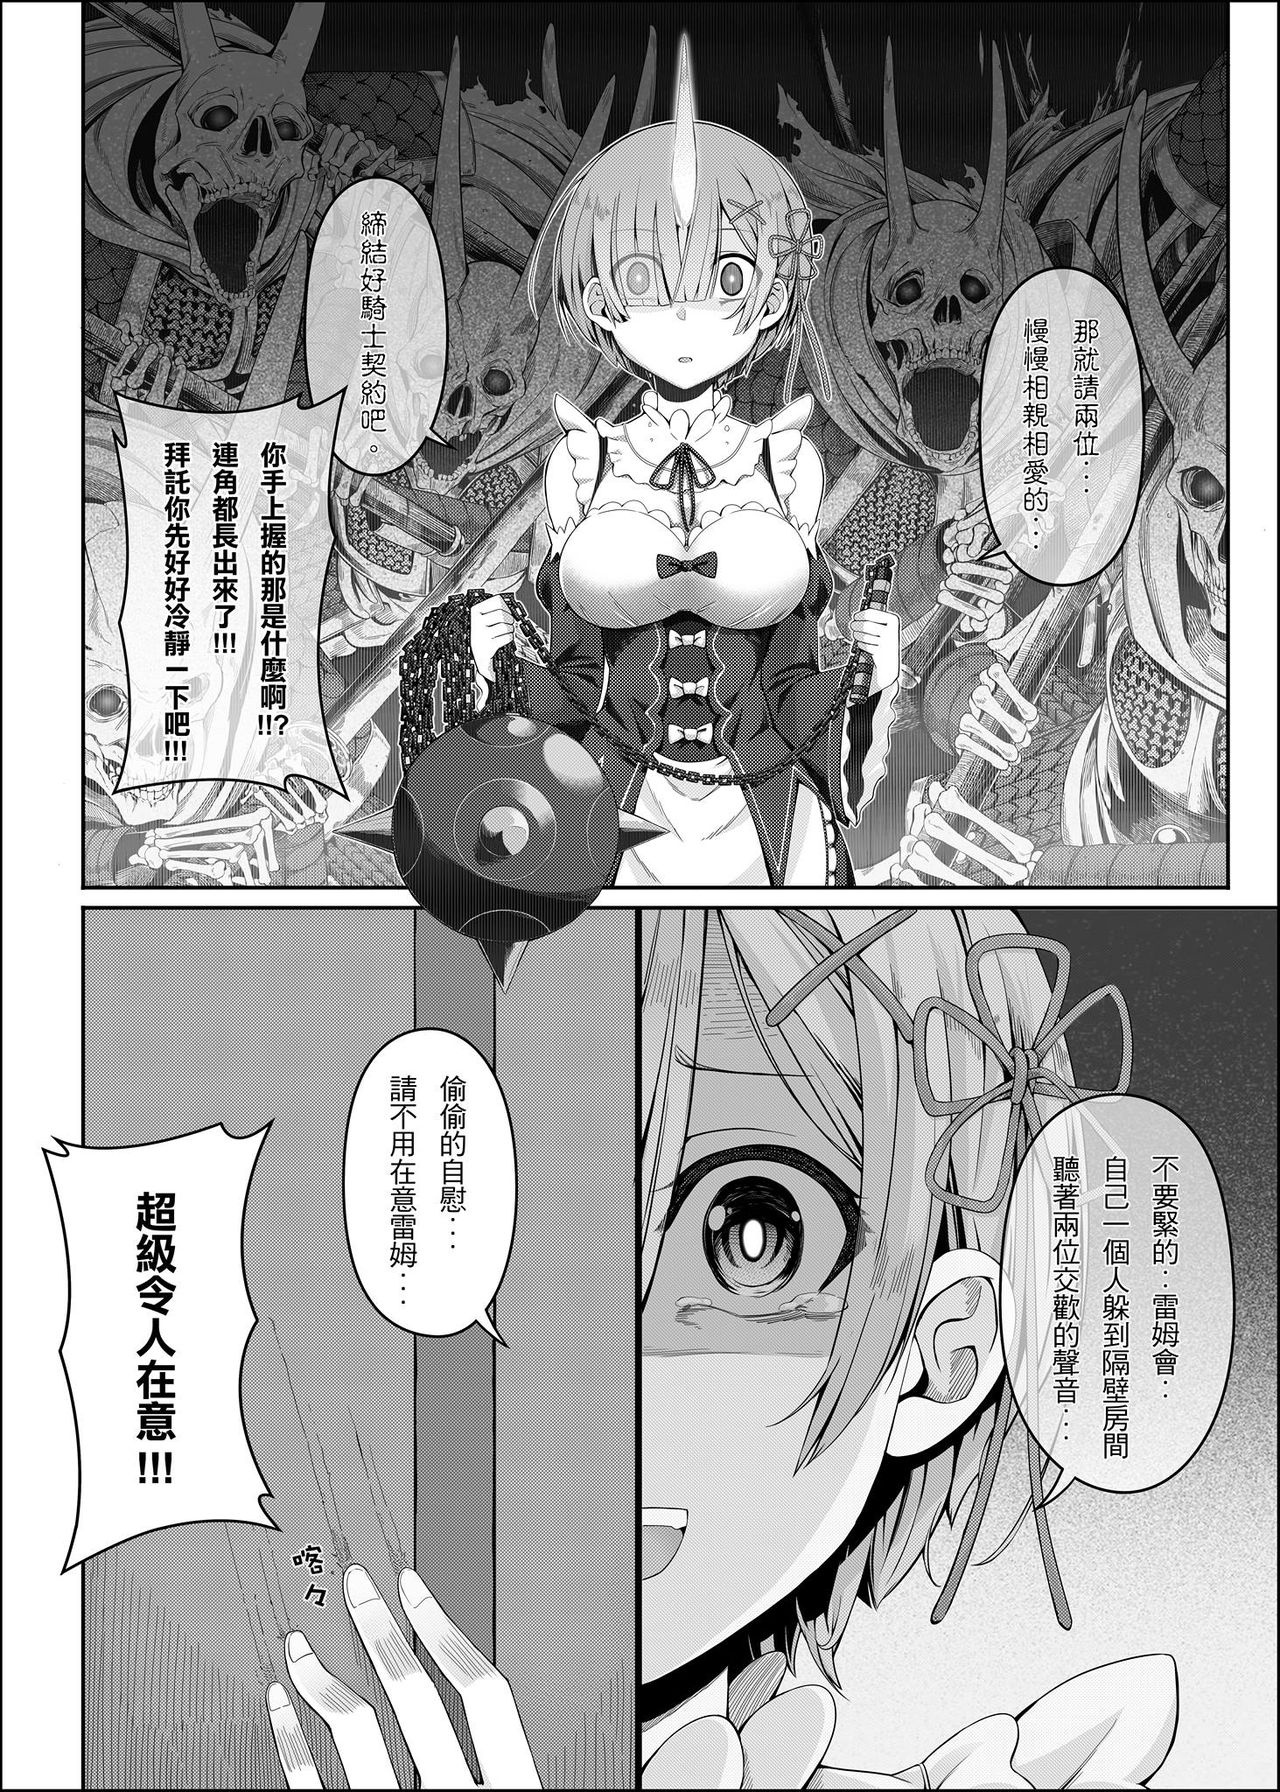 那就請兩位…
慢慢相親相愛的…
締結好騎士契約吧。
你手上握的那是什麼啊!!?
連角都長出來了!!!
拜託你先好好冷靜一下吧!!!
不要緊的…雷姆會…
自己一個人躲到隔壁房間
聽著兩位交歡的聲音…
偷偷的自慰…
請不用在意雷姆…
超級令人在意!!!
喀々